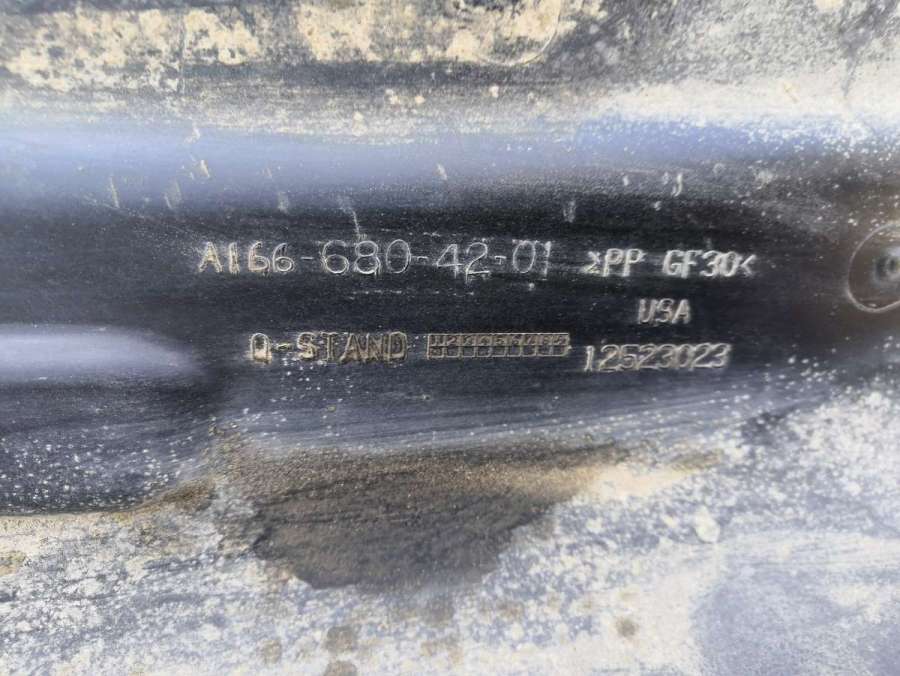 A166-680-42-01 >PP GF30<
USA
Q-STAND 12523023